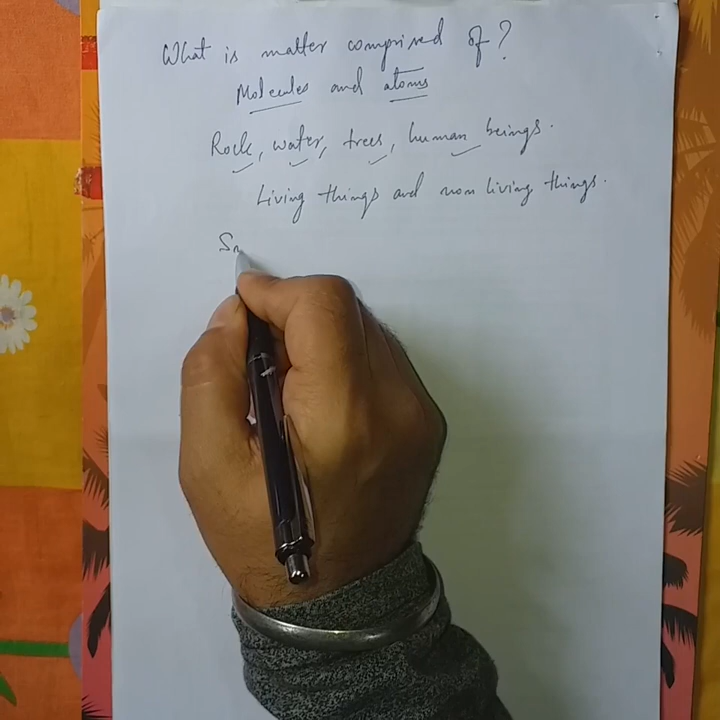 What is matter comprised of?
Molecules and atoms
Rock, water, trees, human beings.
Living things and non living things.
Sm